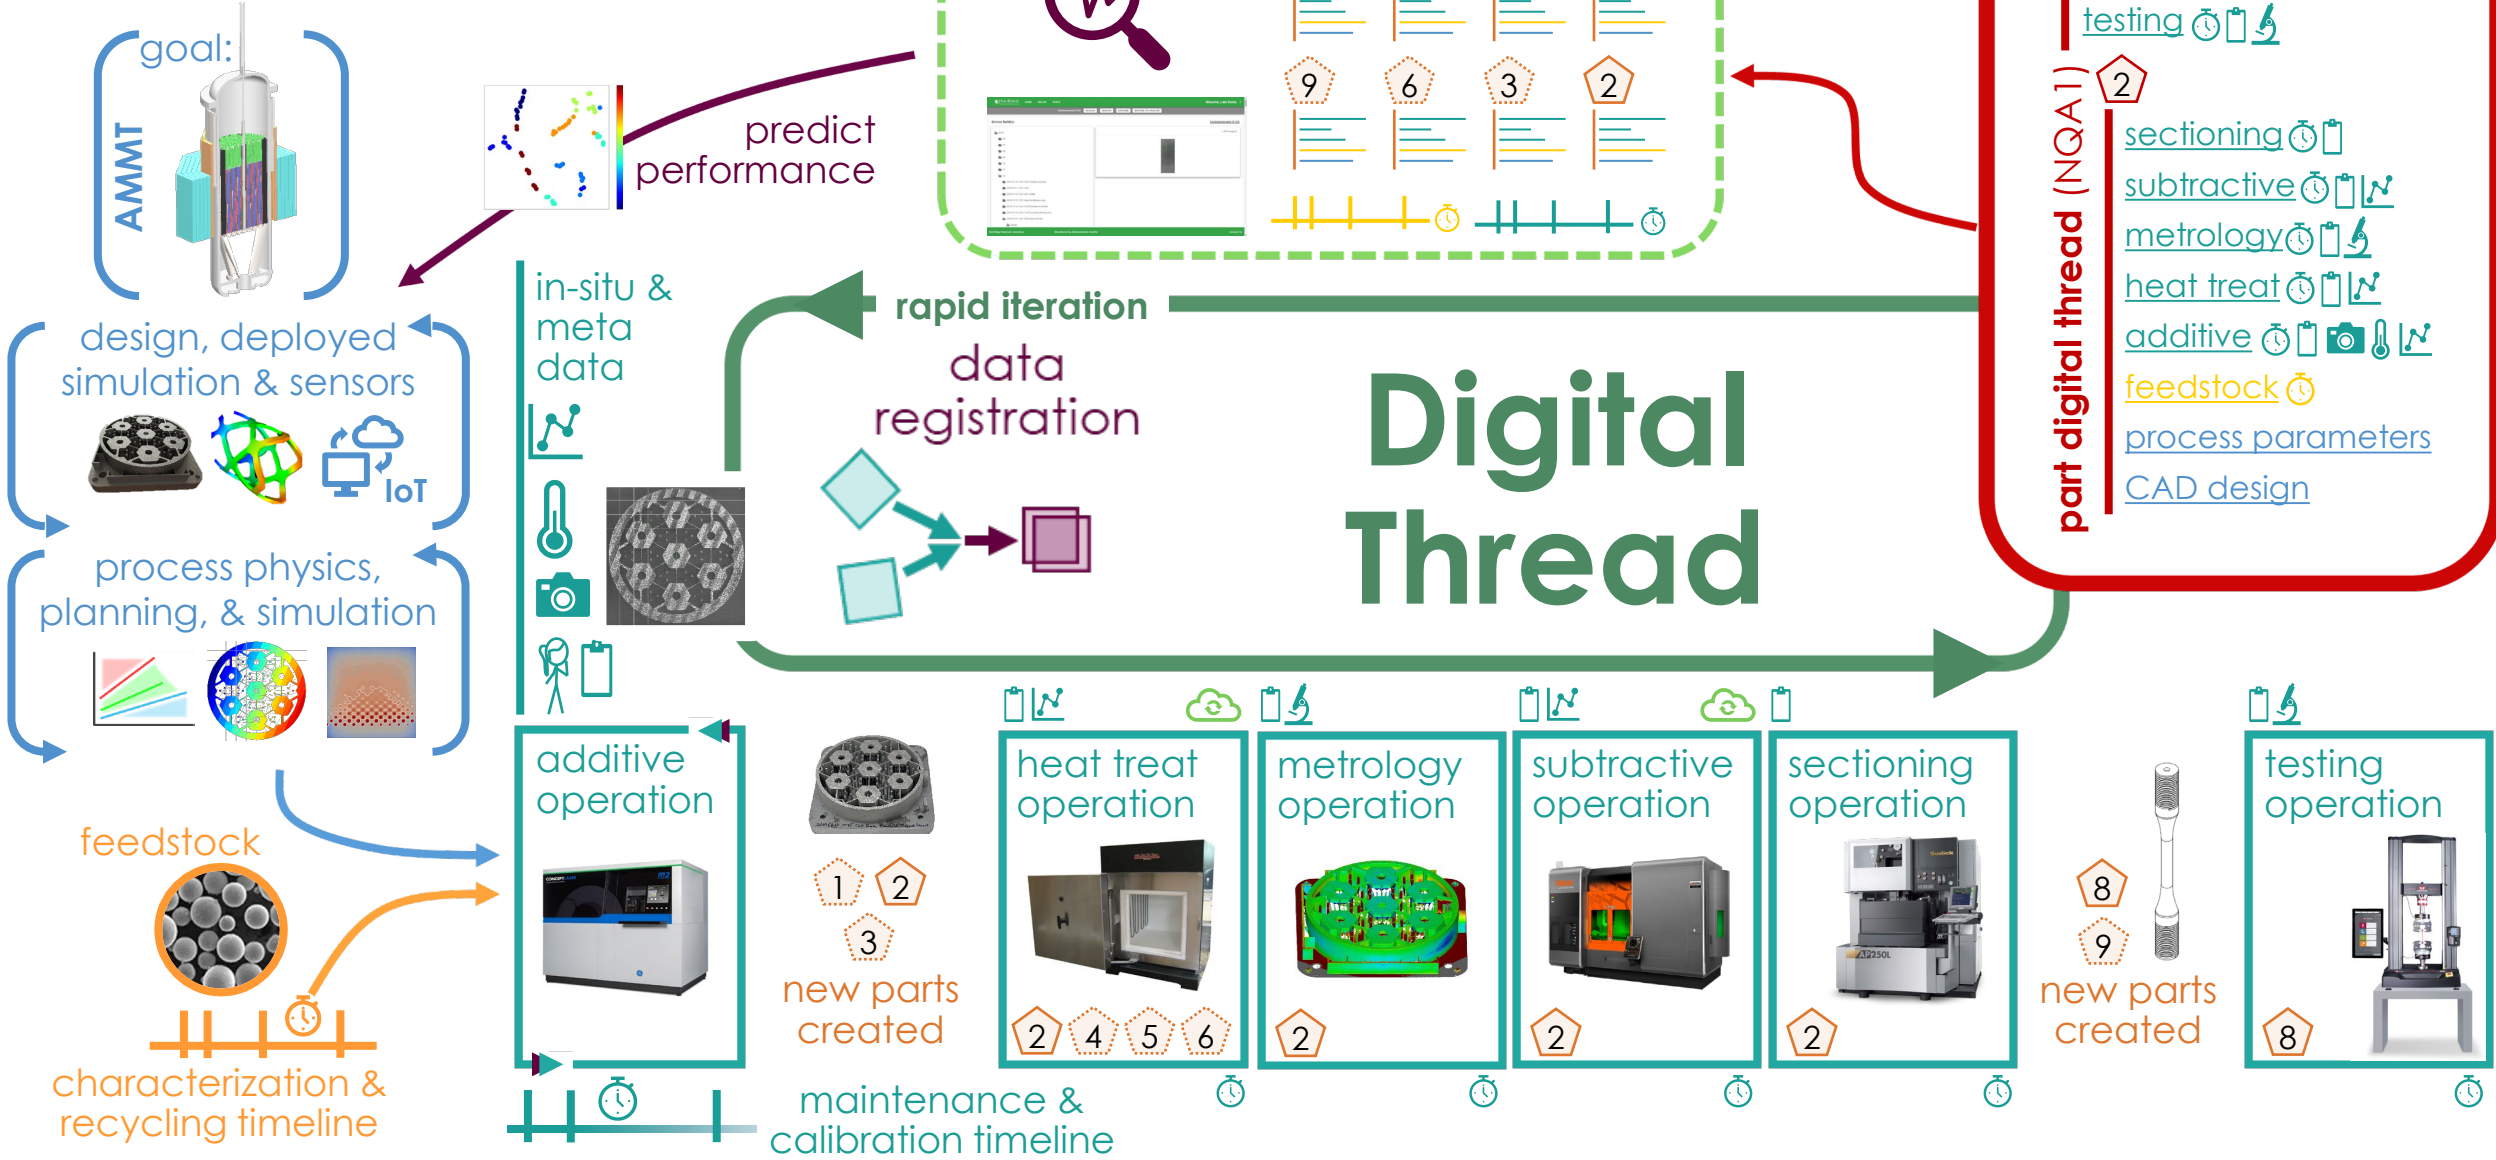 goal:
AMMT
predict
performance
9
6
3
2
testing
2
part digital thread (NQA1)
sectioning
subtractive
metrology
heat treat
additive
feedstock
process parameters
CAD design
design, deployed
simulation & sensors
IoT
process physics,
planning, & simulation
feedstock
characterization &
recycling timeline
in-situ &
meta
data
rapid iteration
data
registration
Digital
Thread
additive
operation
maintenance &
calibration timeline
1
2
3
new parts
created
heat treat
operation
2
4
5
6
metrology
operation
2
subtractive
operation
2
sectioning
operation
AP250L
2
8
9
new parts
created
testing
operation
8